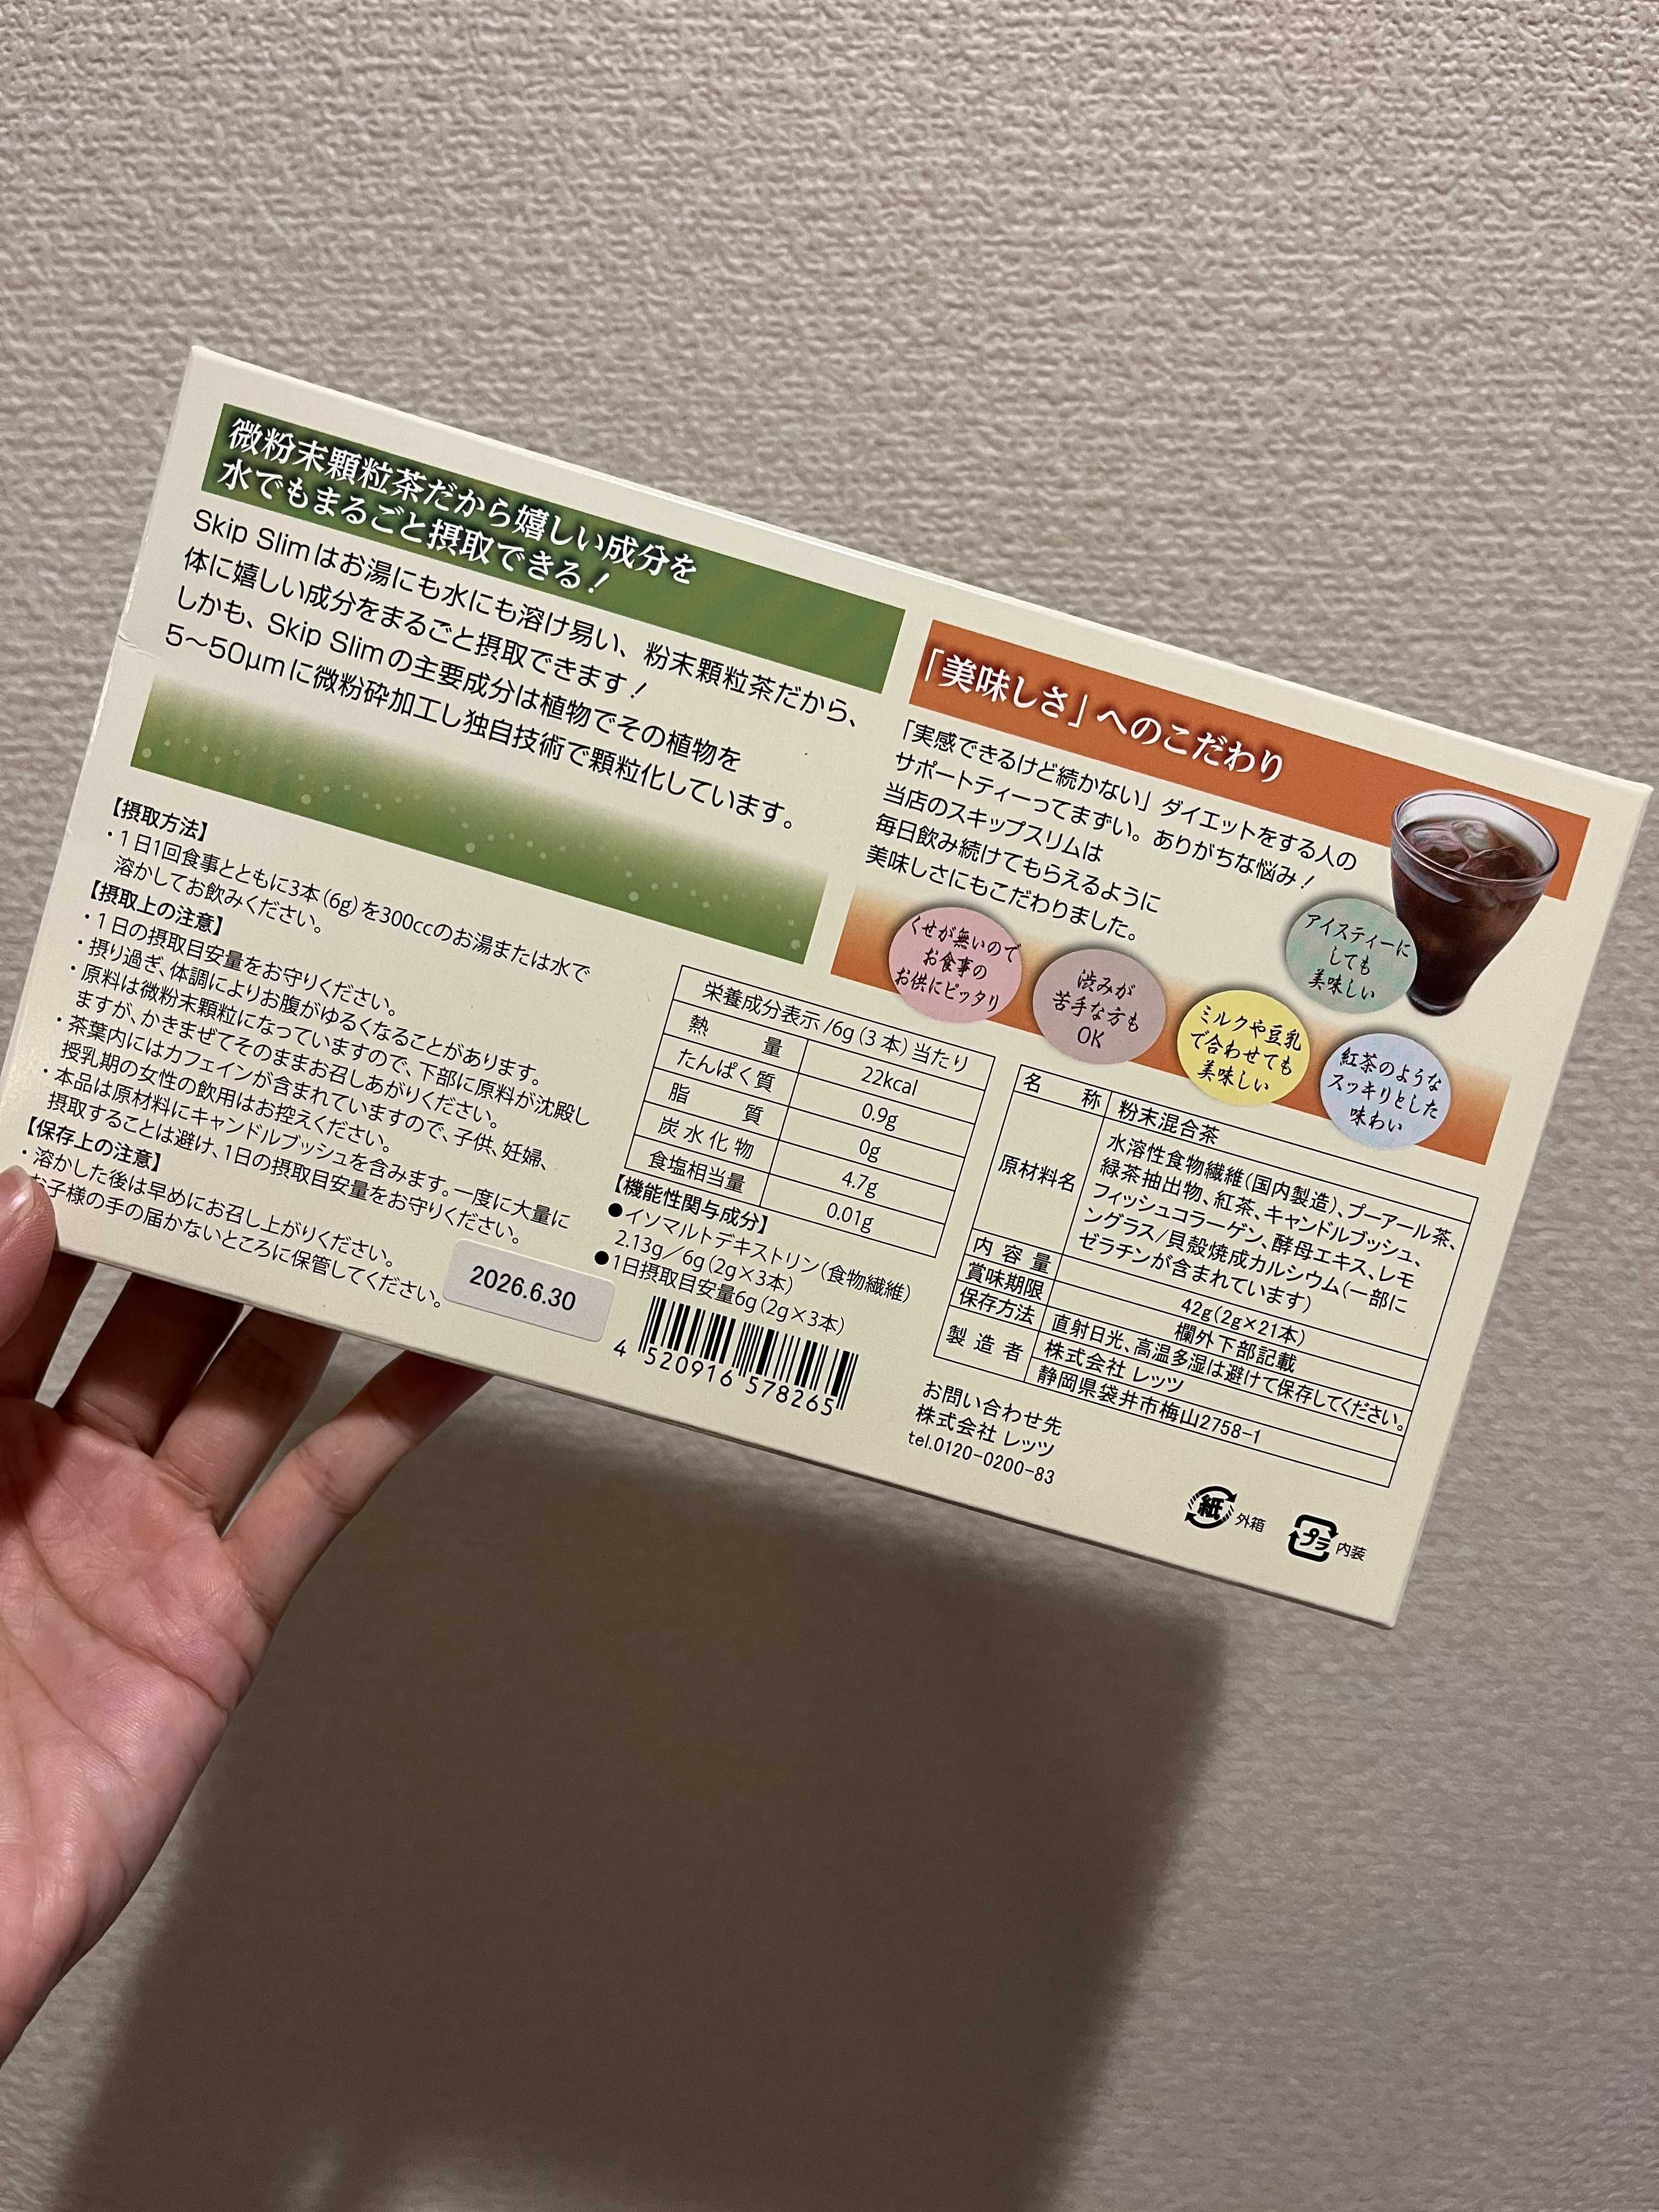 微粉末顆粒茶だから嬉しい成分を
水でもまるごと摂取できる！
Skip Slimはお湯にも水にも溶け易い、粉末顆粒茶だから、
体に嬉しい成分をまるごと摂取できます！
しかも、Skip Slimの主要成分は植物でその植物を
5〜50μmに微粉砕加工し独自技術で顆粒化しています。
【摂取方法】
・1日1回食事とともに3本（6g）を300ccのお湯または水で
溶かしてお飲みください。
【摂取上の注意】
・1日の摂取目安量をお守りください。
・摂り過ぎ、体調によりお腹がゆるくなることがあります。
・原料は微粉末顆粒になっていますので、下部に原料が沈殿し
ますが、かきまぜてそのままお召しあがりください。
・茶葉内にはカフェインが含まれていますので、子供、妊婦、
授乳期の女性の飲用はお控えください。
・本品は原材料にキャンドルブッシュを含みます。一度に大量に
摂取することは避け、1日の摂取目安量をお守りください。
【保存上の注意】
・溶かした後は早めにお召し上がりください。
お子様の手の届かないところに保管してください。
2026.6.30
「美味しさ」へのこだわり
「実感できるけど続かない」ダイエットをする人の
サポートティーってまずい。ありがちな悩み！
当店のスキップスリムは
毎日飲み続けてもらえるように
美味しさにもこだわりました。
くせが無いので
お食事の
お供にピッタリ
渋みが
苦手な方も
OK
ミルクや豆乳
で合わせても
美味しい
アイスティーに
しても
美味しい
紅茶のような
スッキリとした
味わい
栄養成分表示/6g（3本）当たり
熱量 22kcal
たんぱく質 0.9g
脂質 0g
炭水化物 4.7g
食塩相当量 0.01g
【機能性関与成分】
●イソマルトデキストリン（食物繊維）
2.13g／6g（2g×3本）
●1日摂取目安量6g（2g×3本）
4 520916 578265
名称 粉末混合茶
原材料名 水溶性食物繊維（国内製造）、プーアール茶、
緑茶抽出物、紅茶、キャンドルブッシュ、
フィッシュコラーゲン、酵母エキス、レモ
ングラス/貝殻焼成カルシウム（一部に
ゼラチンが含まれています）
内容量 42g（2g×21本）
賞味期限 欄外下部記載
保存方法 直射日光、高温多湿は避けて保存してください。
製造者 株式会社 レッツ
静岡県袋井市梅山2758−1
お問い合わせ先
株式会社 レッツ
tel.0120−0200−83
紙 外箱
プラ 内装